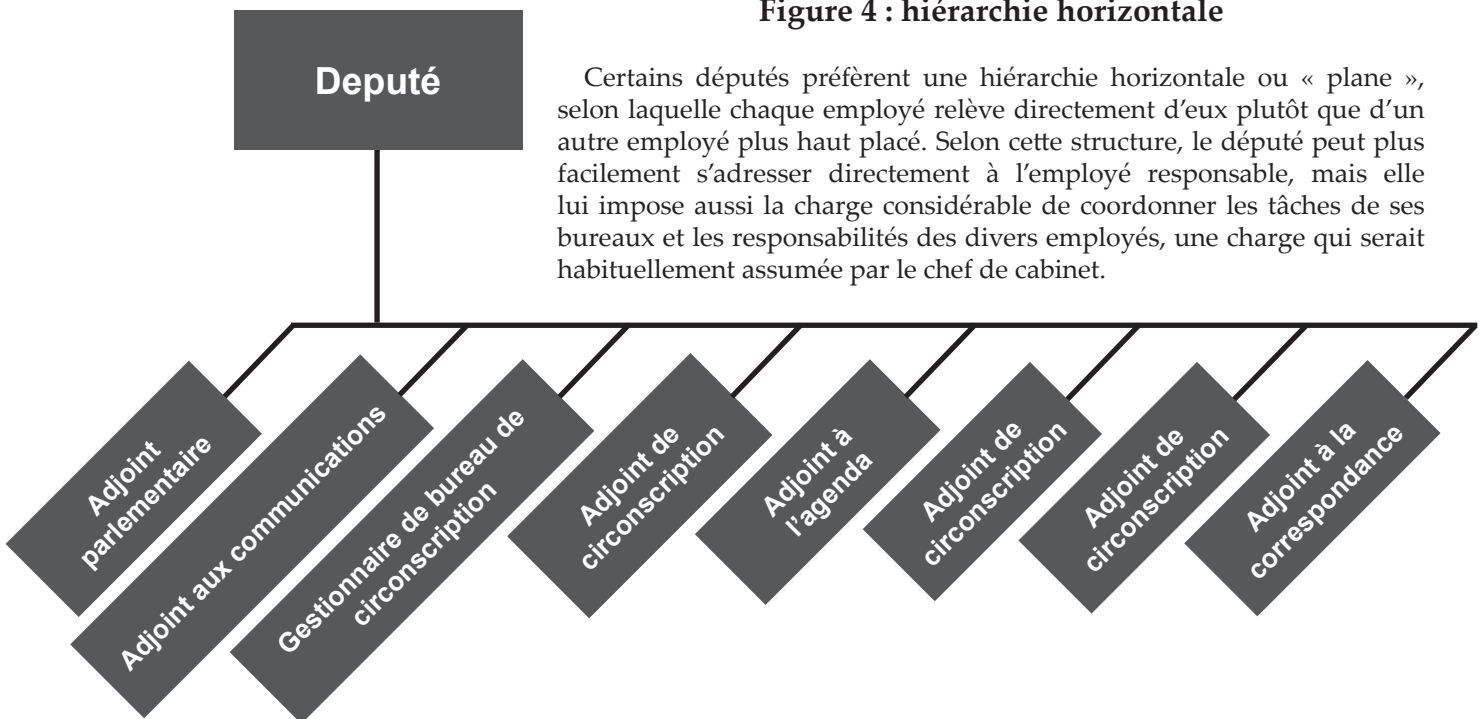 Figure 4 : hiérarchie horizontale
Deputé
Certains députés préfèrent une hiérarchie horizontale ou « plane »,
selon laquelle chaque employé relève directement d'eux plutôt que d'un
autre employé plus haut placé. Selon cette structure, le député peut plus
facilement s'adresser directement à l'employé responsable, mais elle
lui impose aussi la charge considérable de coordonner les tâches de ses
bureaux et les responsabilités des divers employés, une charge qui serait
habituellement assumée par le chef de cabinet.
Adjoint
parlementaire
Adjoint aux communications
Gestionnaire de bureau de
circonscription
Adjoint de
circonscription
Adjoint à
l'agenda
Adjoint de
circonscription
Adjoint de
circonscription
Adjoint à la
correspondance